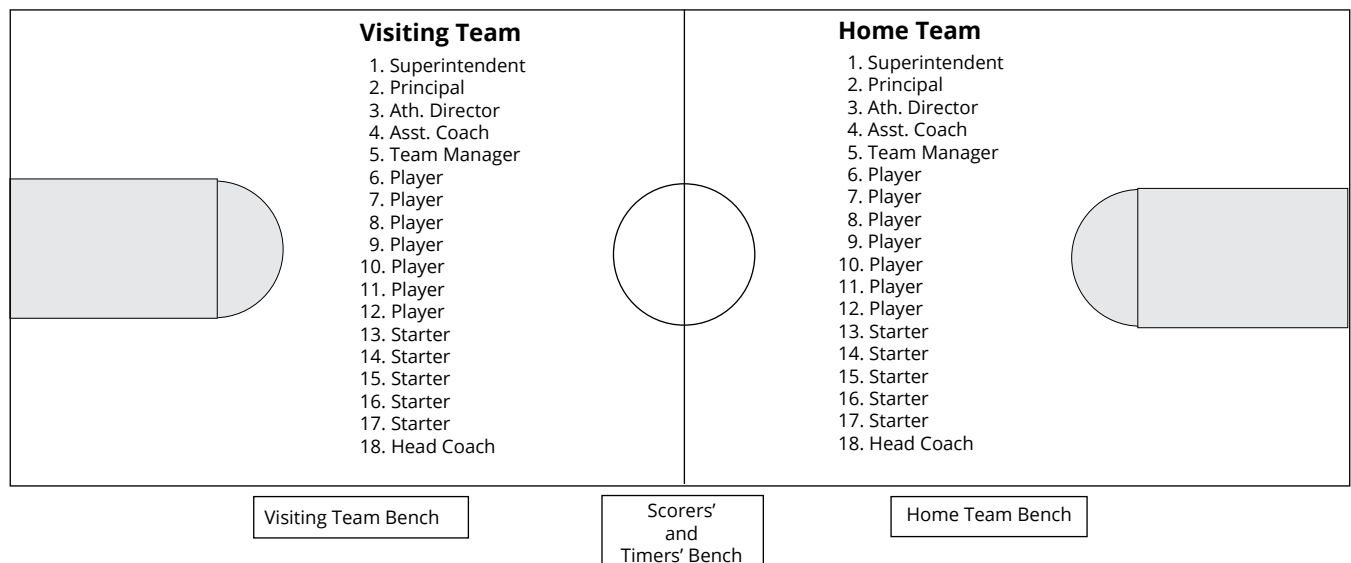 Visiting Team
1. Superintendent
2. Principal
3. Ath. Director
4. Asst. Coach
5. Team Manager
6. Player
7. Player
8. Player
9. Player
10. Player
11. Player
12. Player
13. Starter
14. Starter
15. Starter
16. Starter
17. Starter
18. Head Coach
Home Team
1. Superintendent
2. Principal
3. Ath. Director
4. Asst. Coach
5. Team Manager
6. Player
7. Player
8. Player
9. Player
10. Player
11. Player
12. Player
13. Starter
14. Starter
15. Starter
16. Starter
17. Starter
18. Head Coach
Visiting Team Bench
Scorers’
and
Timers’ Bench
Home Team Bench